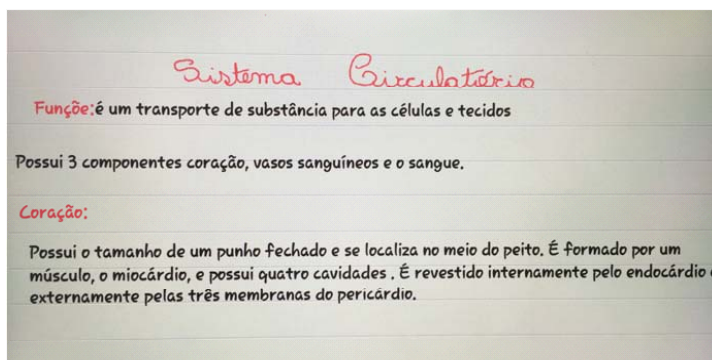 Sistema Circulatório
Funçõe:é um transporte de substância para as células e tecidos
Possui 3 componentes coração, vasos sanguíneos e o sangue.
Coração:
Possui o tamanho de um punho fechado e se localiza no meio do peito. É formado por um
músculo, o miocárdio, e possui quatro cavidades . É revestido internamente pelo endocárdio e
externamente pelas três membranas do pericárdio.